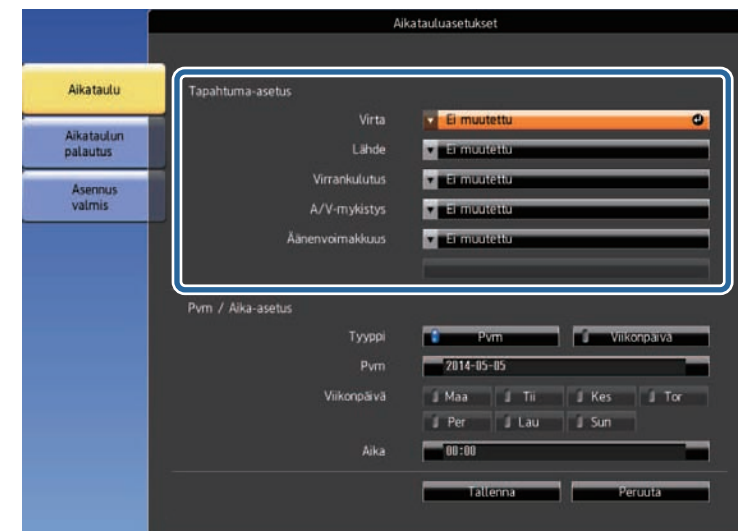 Aikatauluasetukset
Aikataulu
Aikataulun
palautus
Asennus
valmis
Tapahtuma-asetus
Virta Ei muutettu
Lähde Ei muutettu
Virrankulutus Ei muutettu
A/V-mykistys Ei muutettu
Äänenvoimakkuus Ei muutettu
Pvm / Aika-asetus
Tyyppi Pvm Viikonpäivä
Pvm 2014-05-05
Viikonpäivä Maa Tii Kes Tor
Per Lau Sun
Aika 00:00
Tallenna Peruuta